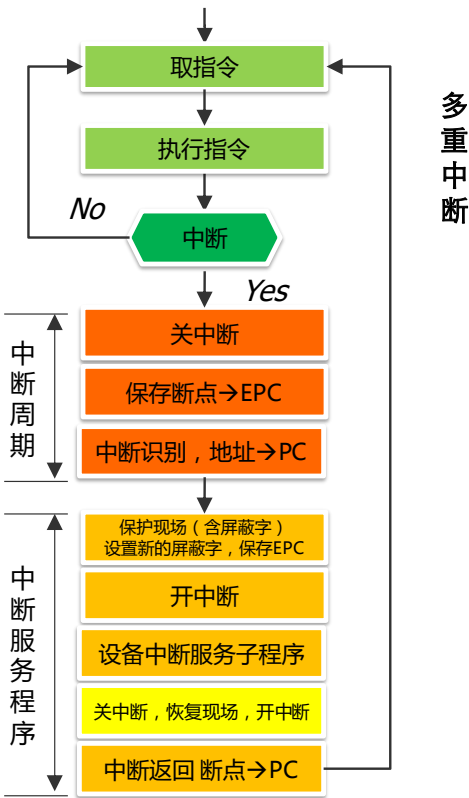 取指令
多重中断
执行指令
No
中断
Yes
中断周期
关中断
保存断点→EPC
中断识别，地址→PC
中断服务程序
保护现场（含屏蔽字）
设置新的屏蔽字，保存EPC
开中断
设备中断服务子程序
关中断，恢复现场，开中断
中断返回 断点→PC